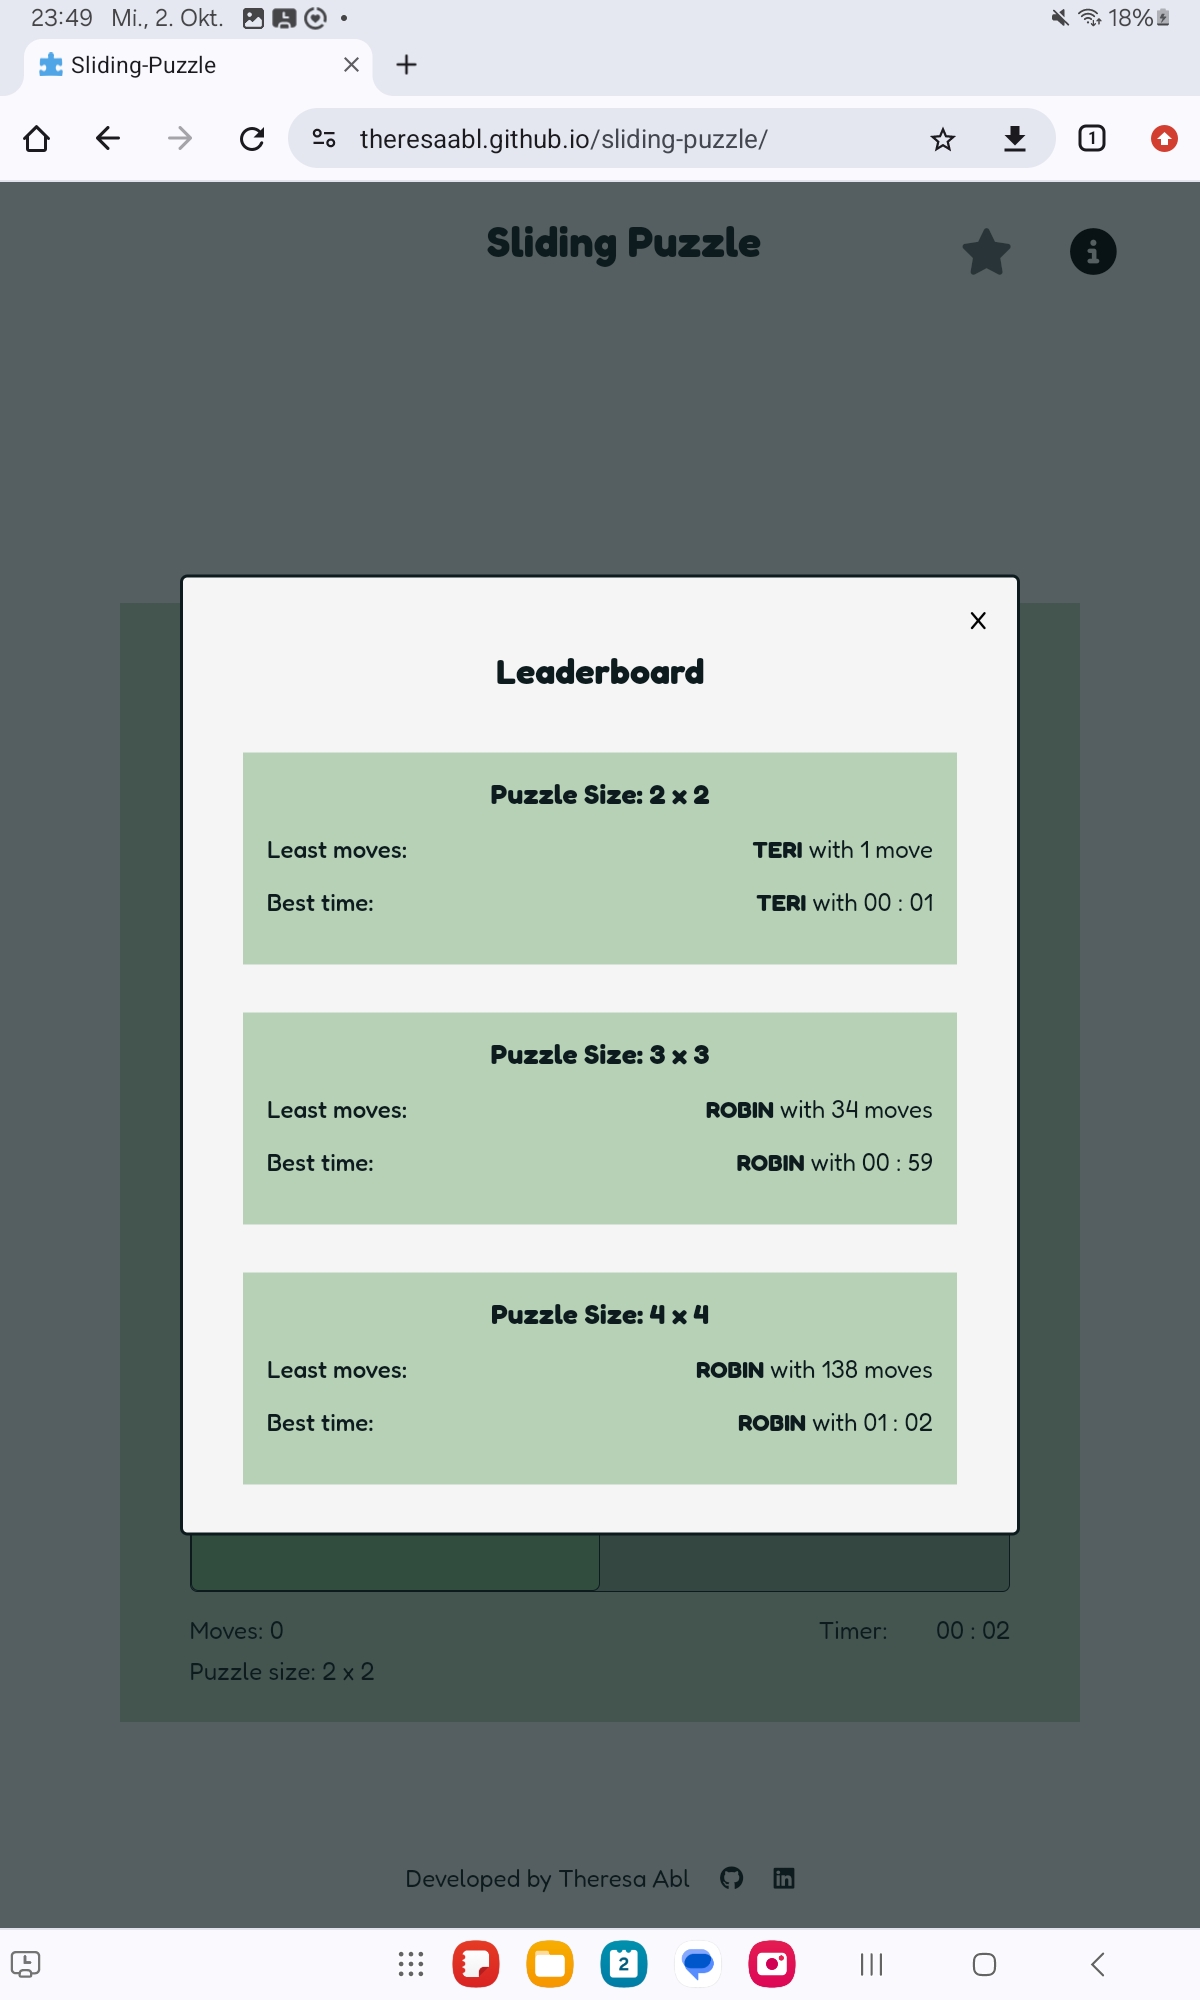 23:49 Mi., 2. Okt. 18%
Sliding-Puzzle
theresaabl.github.io/sliding-puzzle/ 1
Sliding Puzzle
X
Leaderboard
Puzzle Size: 2 x 2
Least moves: TERI with 1 move
Best time: TERI with 00 : 01
Puzzle Size: 3 x 3
Least moves: ROBIN with 34 moves
Best time: ROBIN with 00 : 59
Puzzle Size: 4 x 4
Least moves: ROBIN with 138 moves
Best time: ROBIN with 01 : 02
Moves: 0 Timer: 00 : 02
Puzzle size: 2 x 2
Developed by Theresa Abl
2